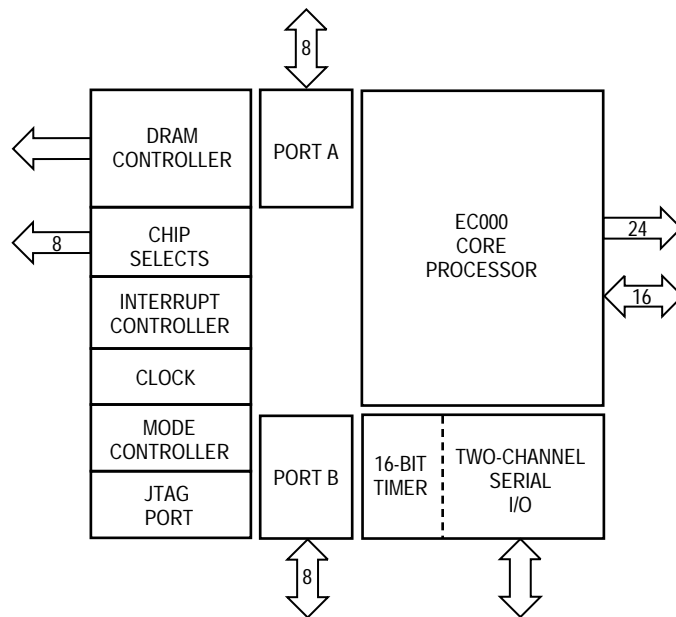 8
DRAM
CONTROLLER
PORT A
EC000
CORE
PROCESSOR
8
CHIP
SELECTS
24
16
INTERRUPT
CONTROLLER
CLOCK
MODE
CONTROLLER
JTAG
PORT
PORT B
16-BIT
TIMER
TWO-CHANNEL
SERIAL
I/O
8